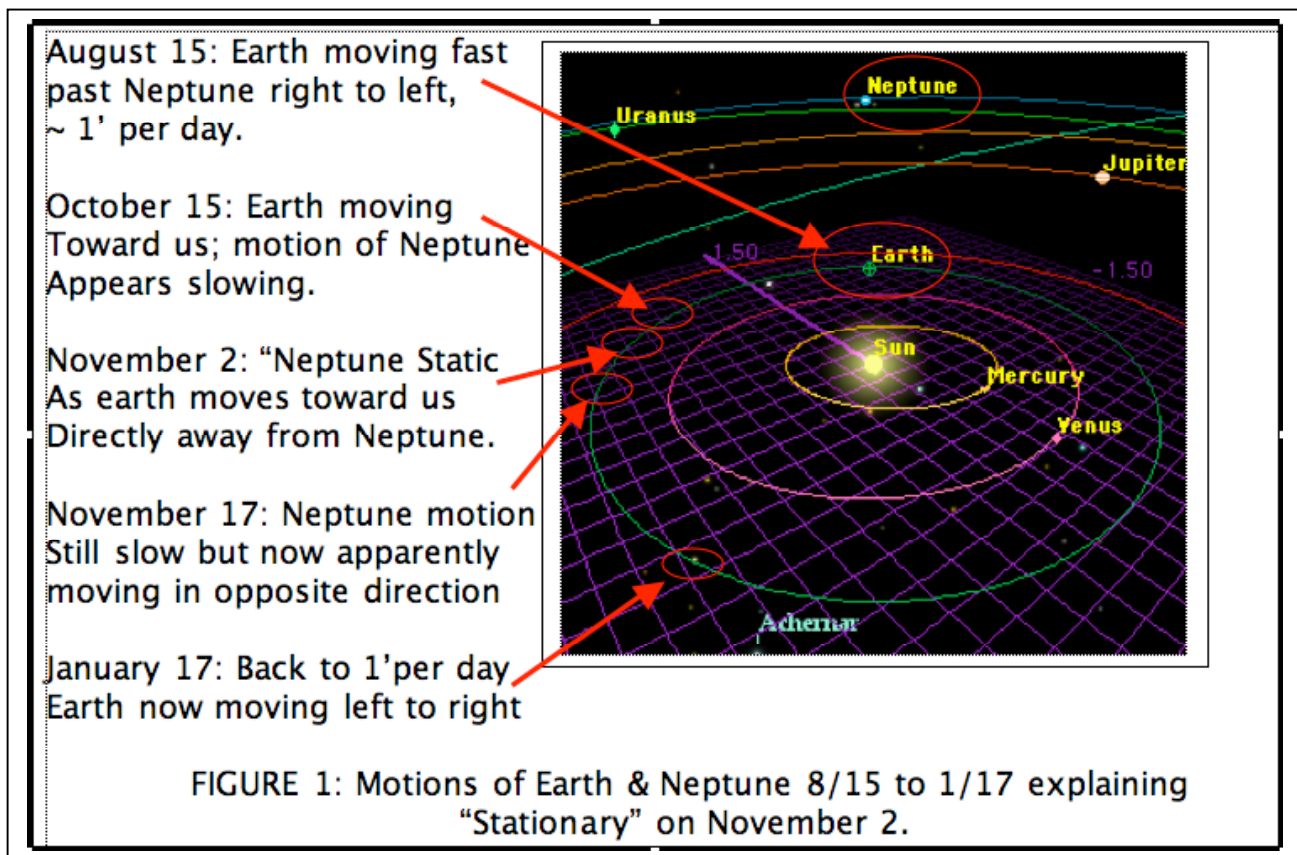 August 15: Earth moving fast
past Neptune right to left,
~ 1' per day.
October 15: Earth moving
Toward us; motion of Neptune
Appears slowing.
November 2: “Neptune Static
As earth moves toward us
Directly away from Neptune.
November 17: Neptune motion
Still slow but now apparently
moving in opposite direction
January 17: Back to 1’per day
Earth now moving left to right
Neptune
Uranus
Jupiter
1.50
Earth
-1.50
Sun
Mercury
Venus
Achernar
FIGURE 1: Motions of Earth & Neptune 8/15 to 1/17 explaining
“Stationary” on November 2.